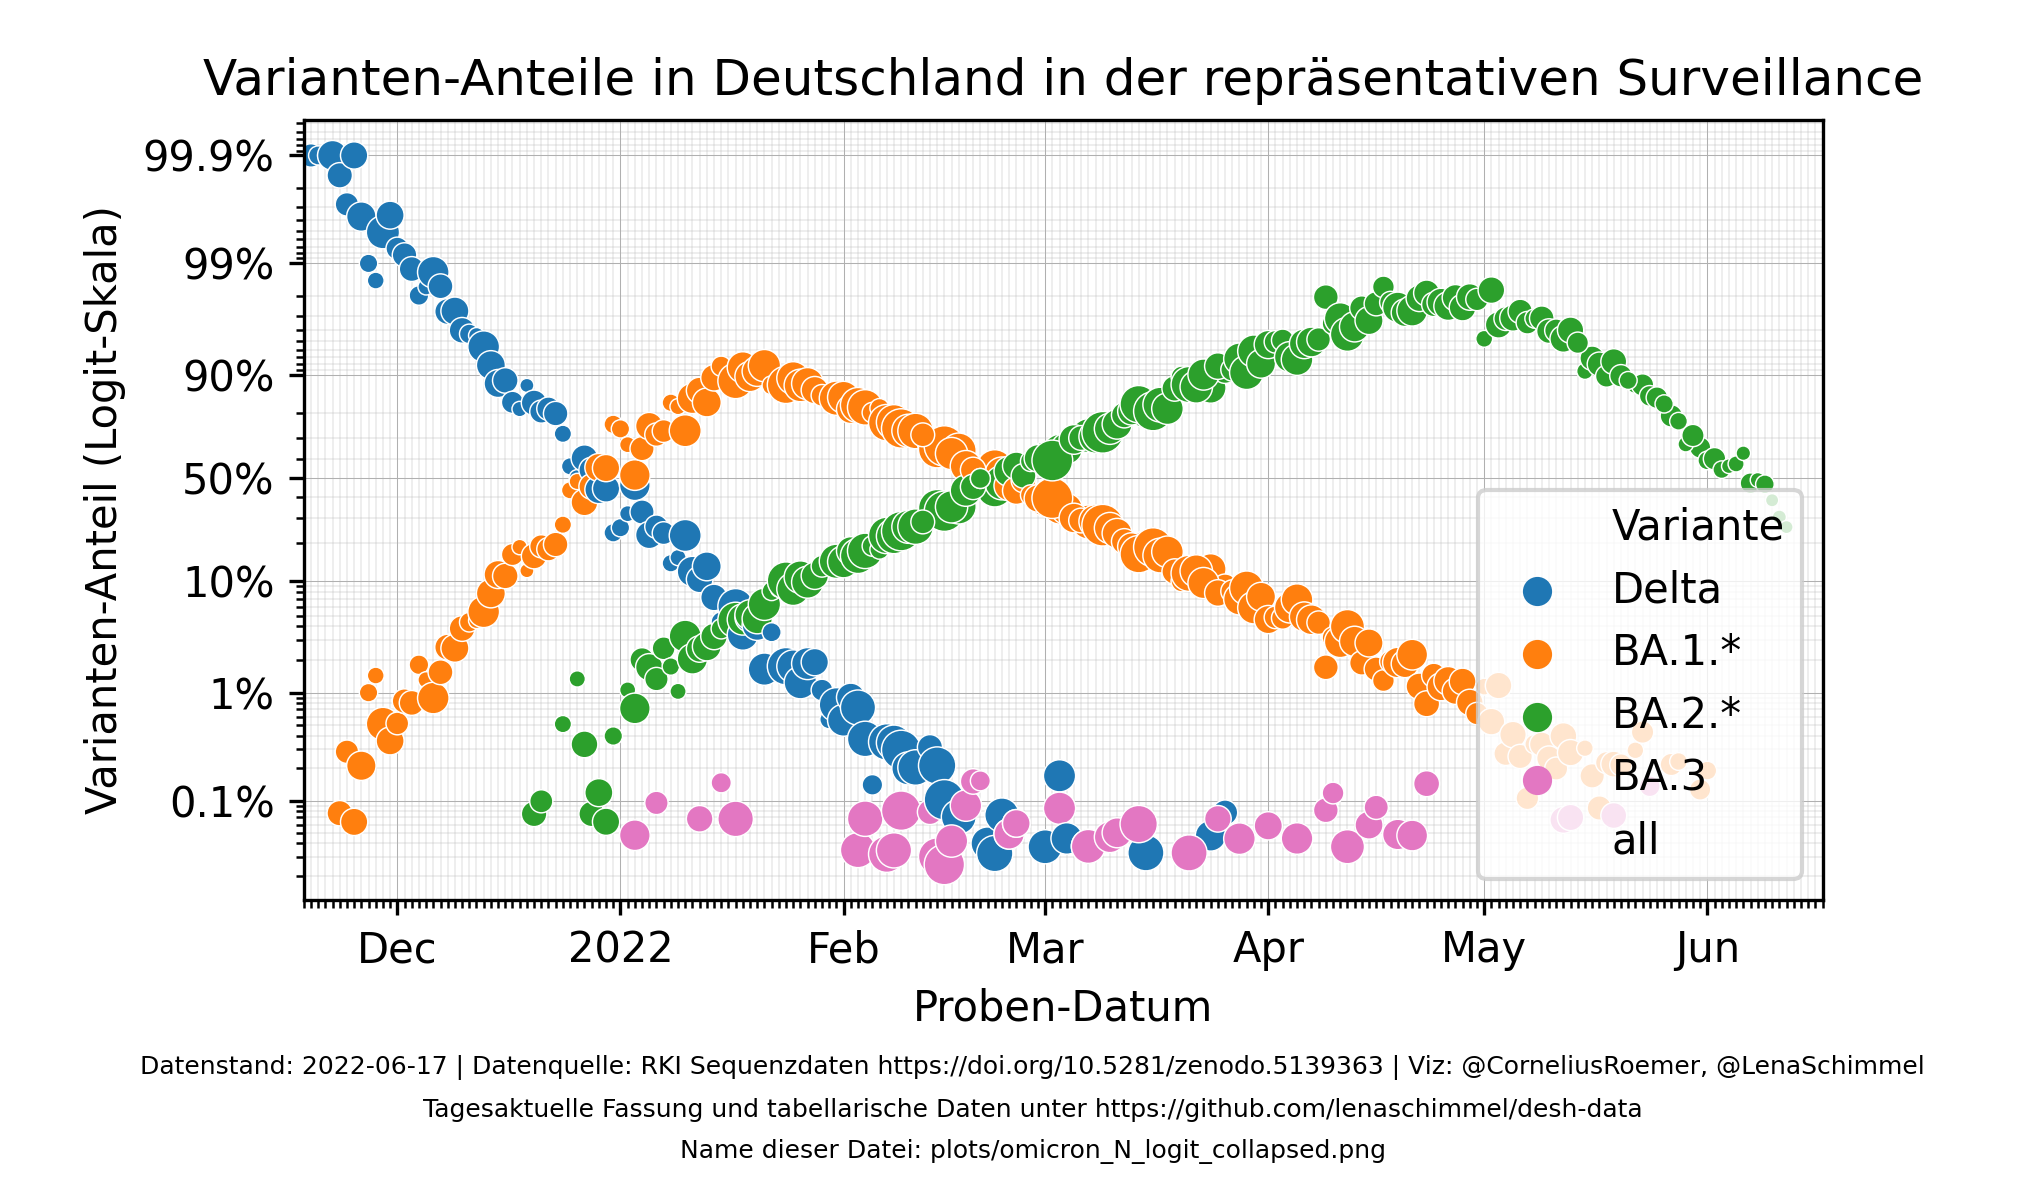 Varianten-Anteile in Deutschland in der repräsentativen Surveillance
Varianten-Anteil (Logit-Skala)
99.9%
99%
90%
50%
10%
1%
0.1%
Variante
Delta
BA.1.*
BA.2.*
BA.3
all
Dec 2022 Feb Mar Apr May Jun
Proben-Datum
Datenstand: 2022-06-17 | Datenquelle: RKI Sequenzdaten https://doi.org/10.5281/zenodo.5139363 | Viz: @CorneliusRoemer, @LenaSchimmel
Tagesaktuelle Fassung und tabellarische Daten unter https://github.com/lenaschimmel/desh-data
Name dieser Datei: plots/omicron_N_logit_collapsed.png